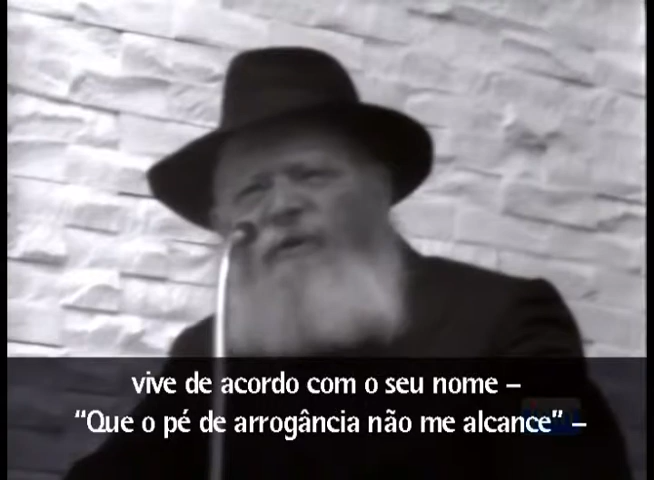 vive de acordo com o seu nome –
“Que o pé de arrogância não me alcance” –